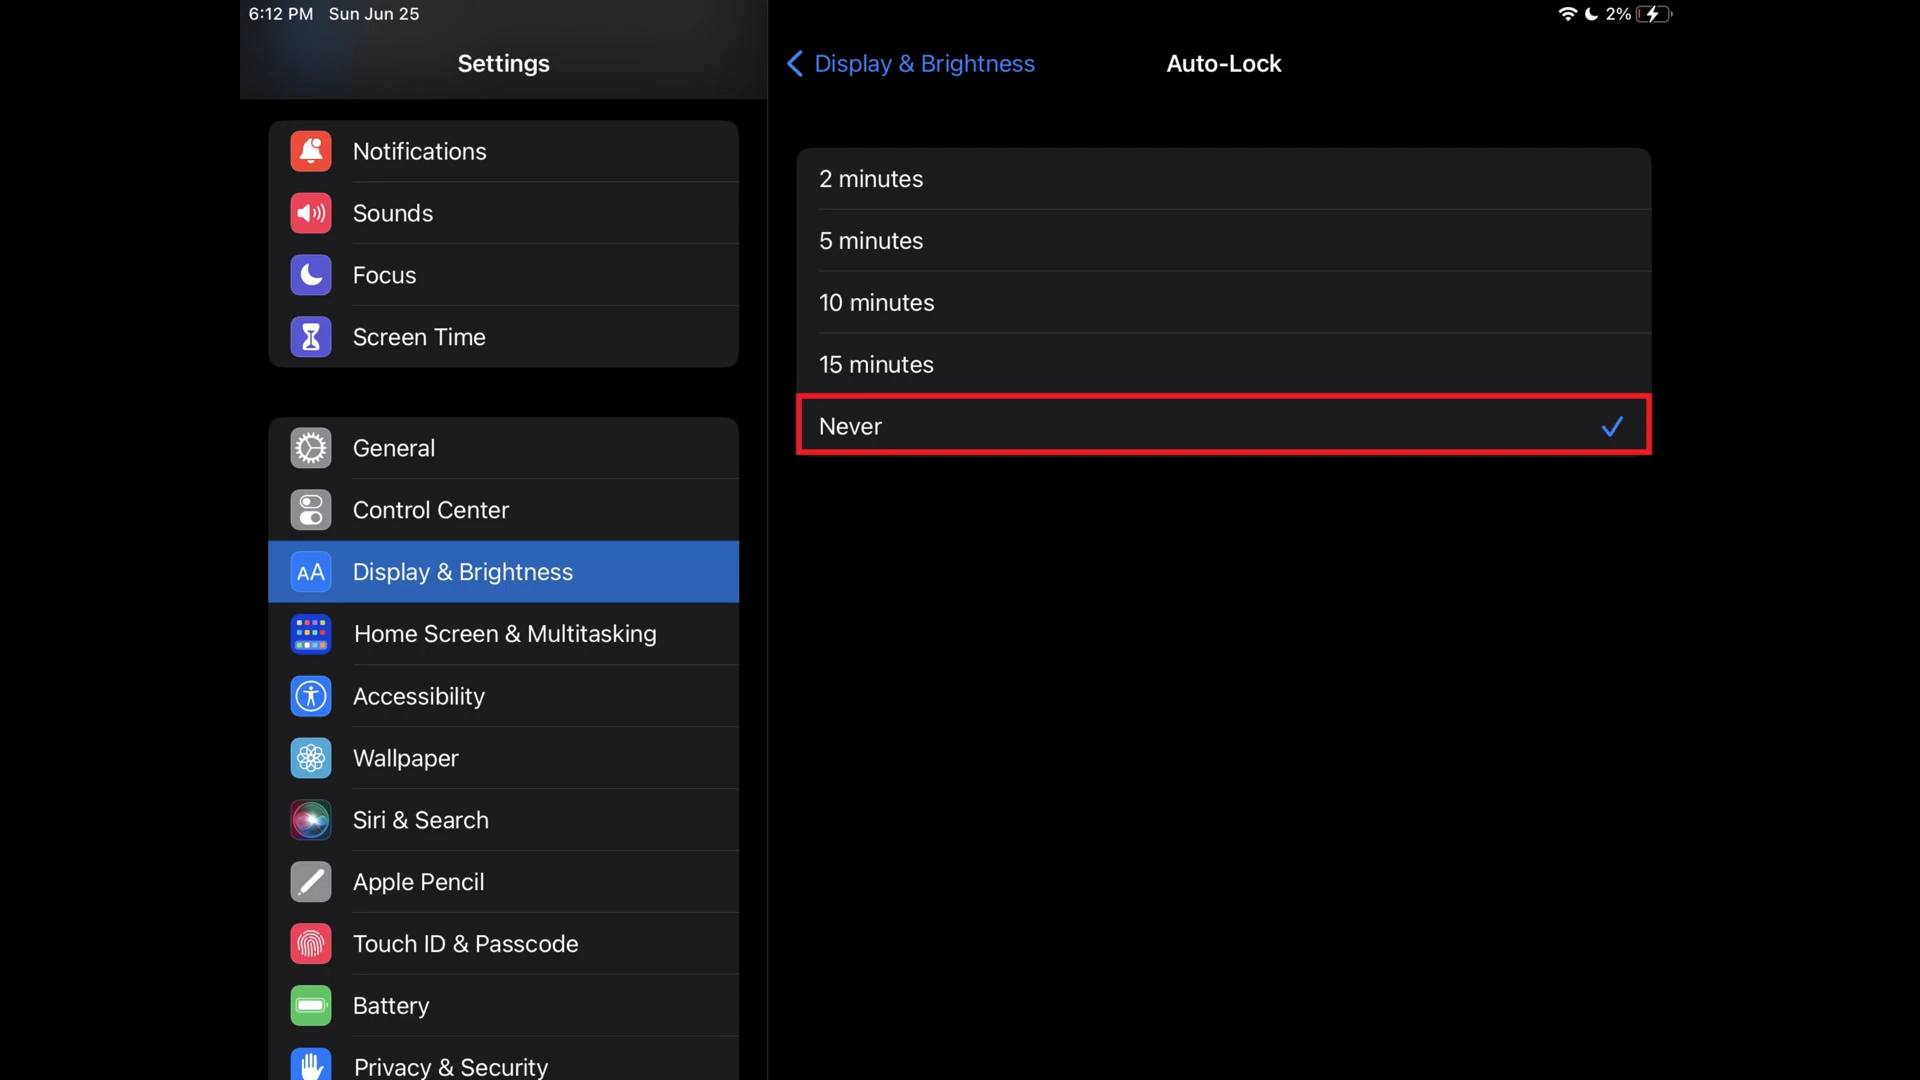 6:12 PM Sun Jun 25
2%
Settings
Notifications
Sounds
Focus
Screen Time
General
Control Center
AA Display & Brightness
Home Screen & Multitasking
Accessibility
Wallpaper
Siri & Search
Apple Pencil
Touch ID & Passcode
Battery
Privacy & Security
Display & Brightness
Auto-Lock
2 minutes
5 minutes
10 minutes
15 minutes
Never